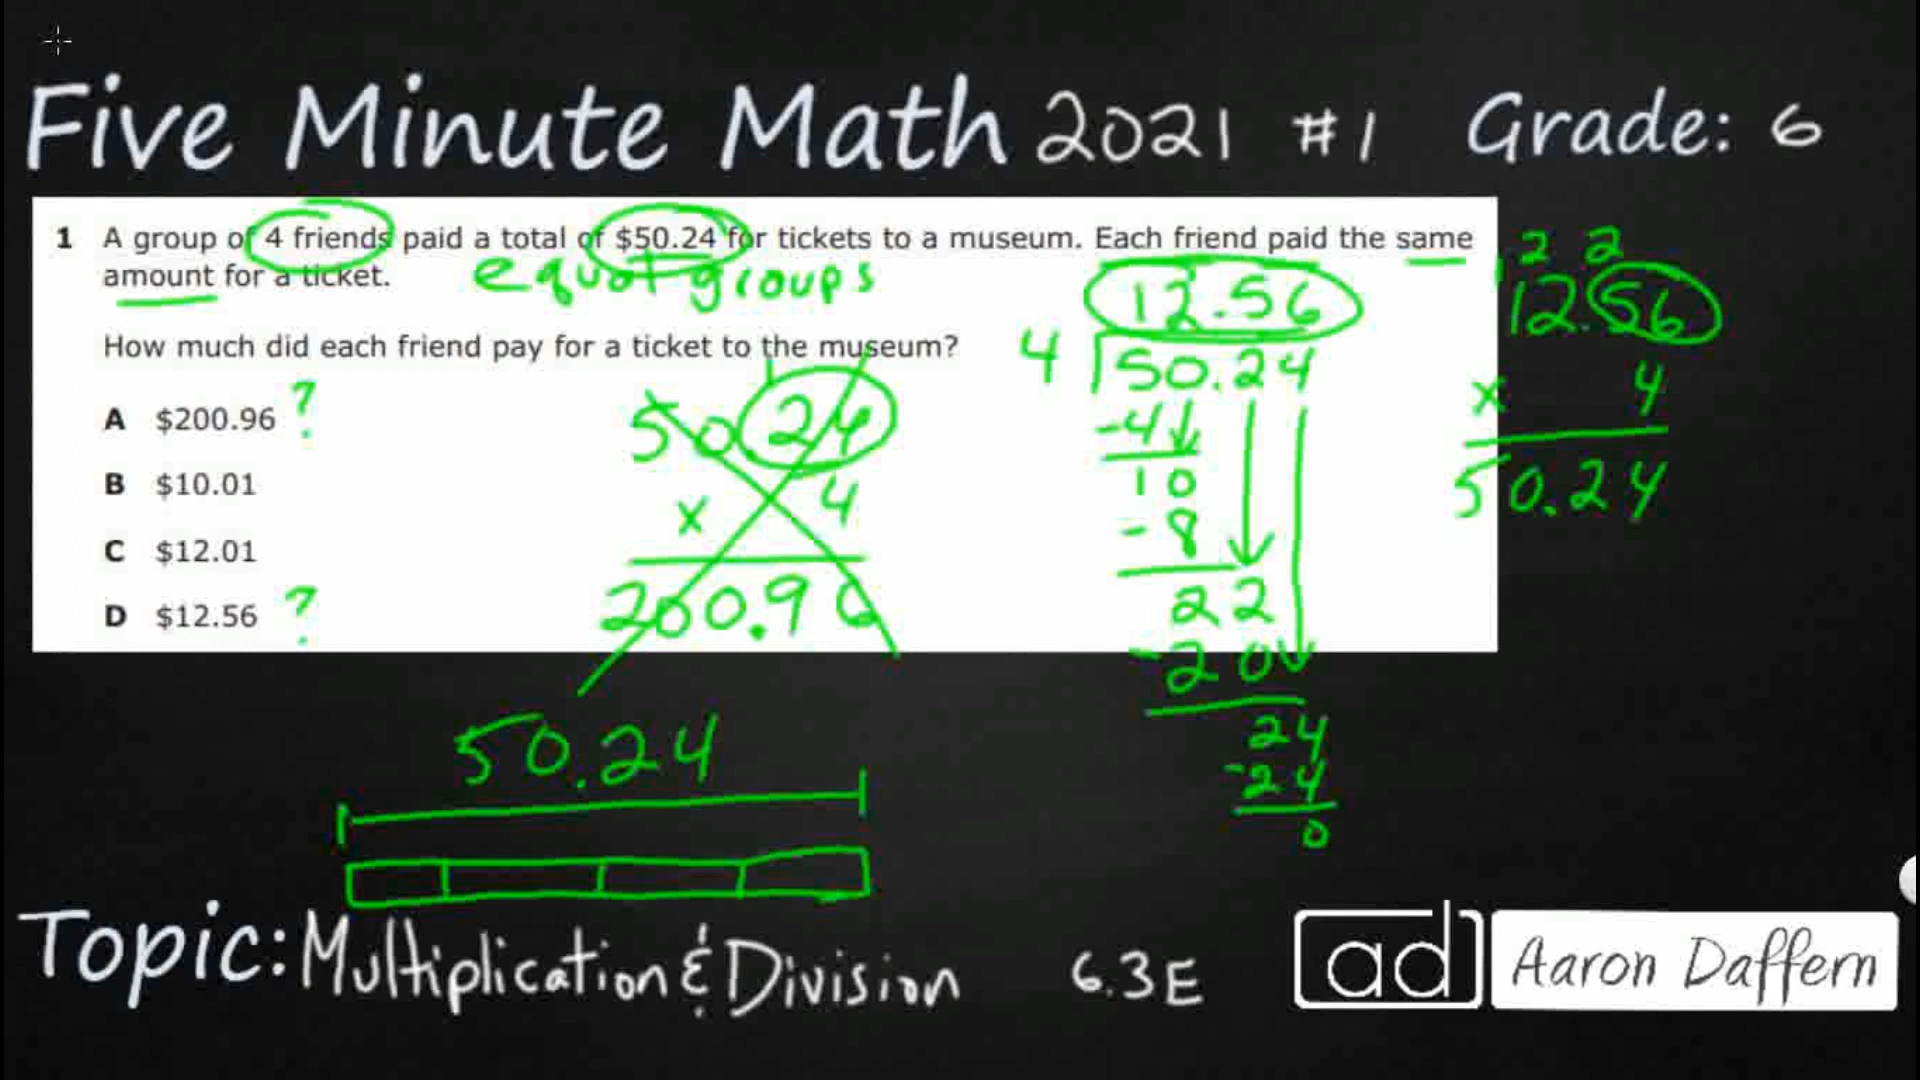 Five Minute Math 2021 #1 Grade: 6
1 A group of 4 friends paid a total of $50.24 for tickets to a museum. Each friend paid the same
amount for a ticket.
equal groups
How much did each friend pay for a ticket to the museum?
A $200.96 ?
B $10.01
C $12.01
D $12.56 ?
50 24
x 4
200.96
12.56
4 50.24
-4
10
-8
22
-20
24
-24
0
2 2
12.56
x 4
50.24
50.24
Topic: Multiplication & Division 6.3E
ad Aaron Daffern